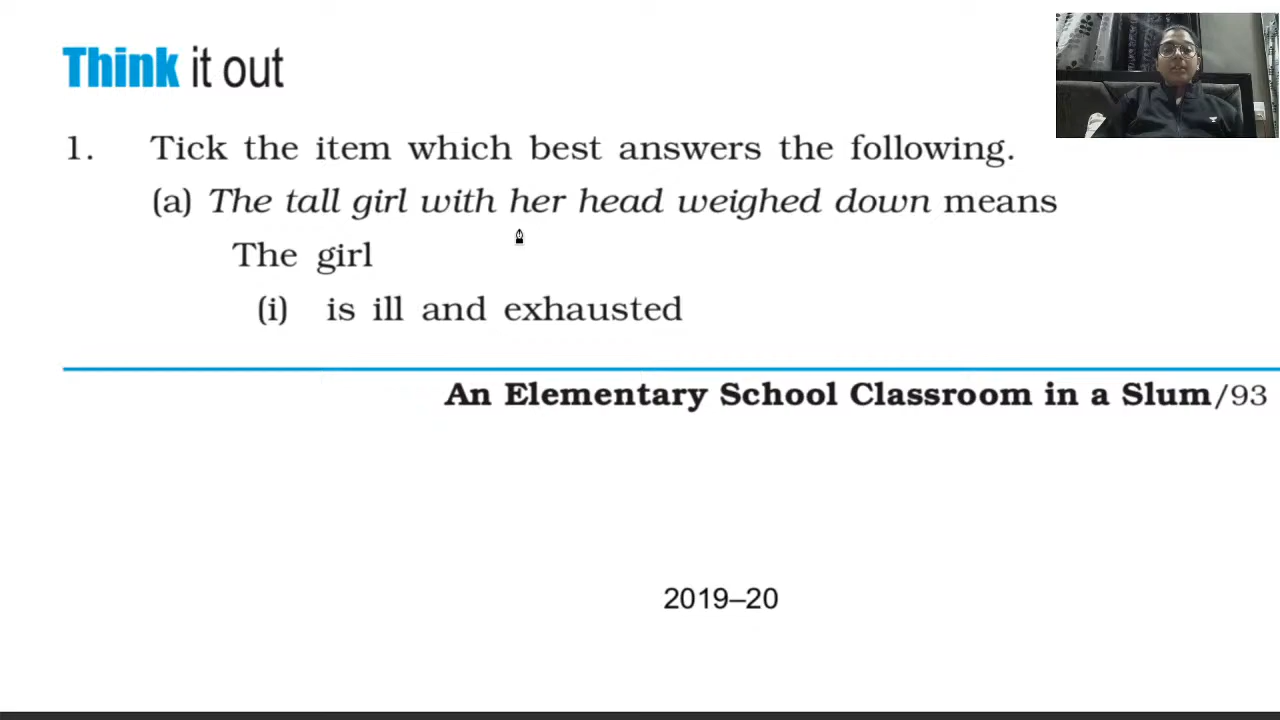 Think it out
1. Tick the item which best answers the following.
(a) The tall girl with her head weighed down means
The girl
(i) is ill and exhausted
An Elementary School Classroom in a Slum/93
2019–20